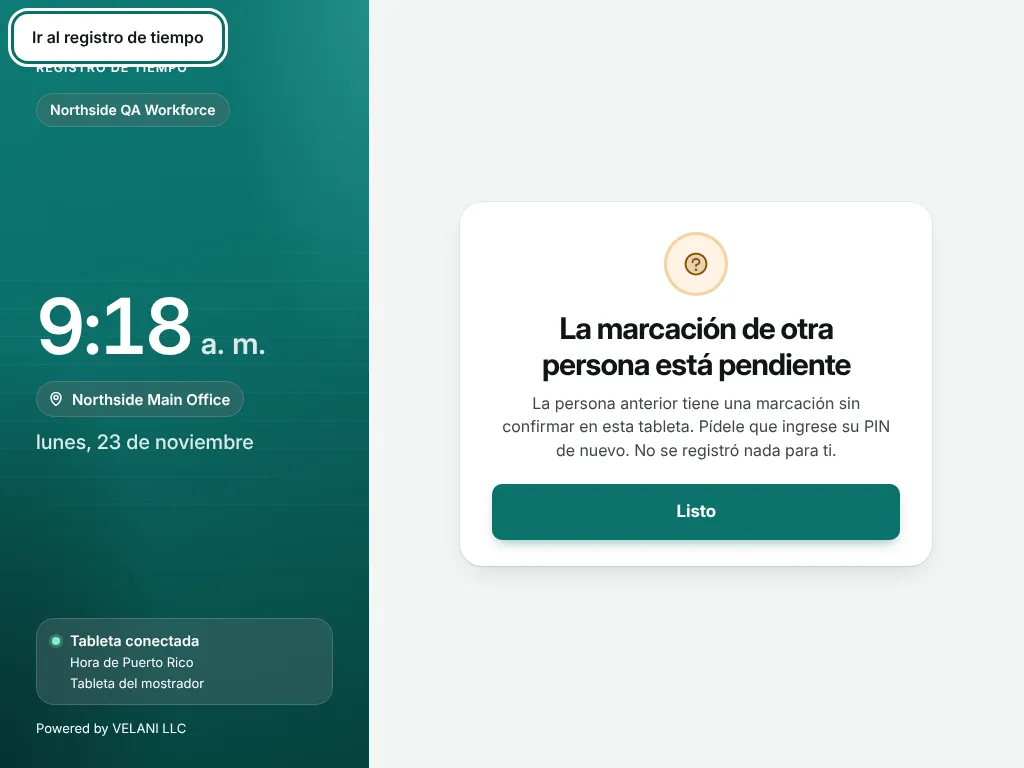 Ir al registro de tiempo
REGISTRO DE TIEMPO
Northside QA Workforce
9:18 a. m.
Northside Main Office
lunes, 23 de noviembre
Tableta conectada
Hora de Puerto Rico
Tableta del mostrador
Powered by VELANI LLC
La marcación de otra
persona está pendiente
La persona anterior tiene una marcación sin
confirmar en esta tableta. Pídele que ingrese su PIN
de nuevo. No se registró nada para ti.
Listo